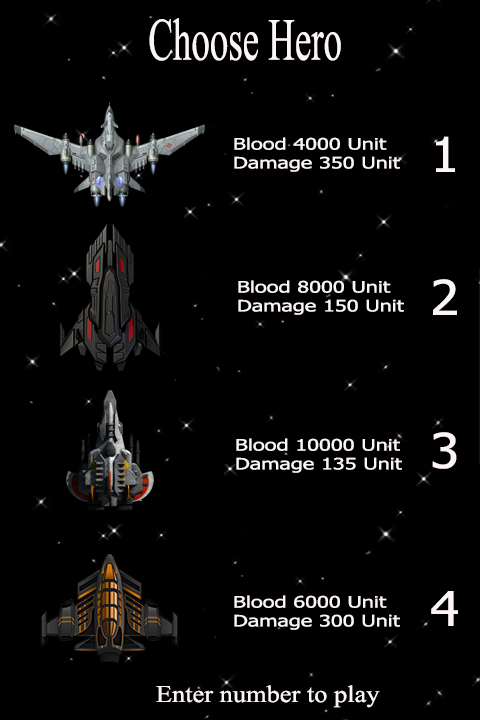 Choose Hero
Blood 4000 Unit
Damage 350 Unit
1
Blood 8000 Unit
Damage 150 Unit
2
Blood 10000 Unit
Damage 135 Unit
3
Blood 6000 Unit
Damage 300 Unit
4
Enter number to play